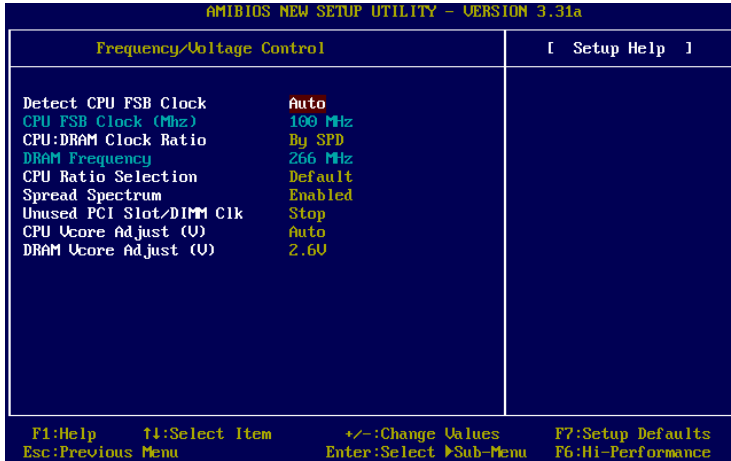 AMIBIOS NEW SETUP UTILITY - VERSION 3.31a
Frequency/Voltage Control
[ Setup Help ]
Detect CPU FSB Clock Auto
CPU FSB Clock (Mhz) 100 MHz
CPU:DRAM Clock Ratio By SPD
DRAM Frequency 266 MHz
CPU Ratio Selection Default
Spread Spectrum Enabled
Unused PCI Slot/DIMM Clk Stop
CPU Vcore Adjust (V) Auto
DRAM Vcore Adjust (V) 2.6V
F1:Help ↑↓:Select Item +/-:Change Values F7:Setup Defaults
Esc:Previous Menu Enter:Select ▶Sub-Menu F6:Hi-Performance